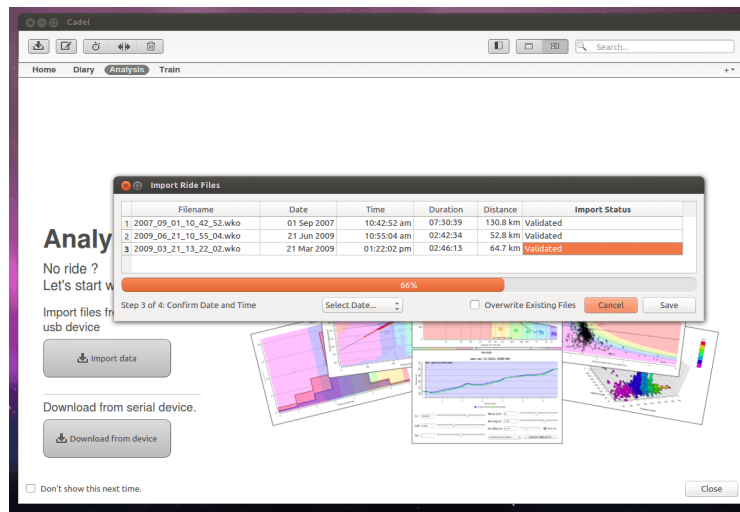 Cadel
Search...
Home Diary Analysis Train
Import Ride Files
Filename Date Time Duration Distance Import Status
1 2007_09_01_10_42_52.wko 01 Sep 2007 10:42:52 am 07:30:39 130.8 km Validated
2 2009_06_21_10_55_04.wko 21 Jun 2009 10:55:04 am 02:42:34 52.8 km Validated
3 2009_03_21_13_22_02.wko 21 Mar 2009 01:22:02 pm 02:46:13 64.7 km Validated
66%
Step 3 of 4: Confirm Date and Time Select Date... Overwrite Existing Files Cancel Save
Analy
No ride ?
Let's start w
Import files fr
usb device
Import data
Download from serial device.
Download from device
Don't show this next time. Close